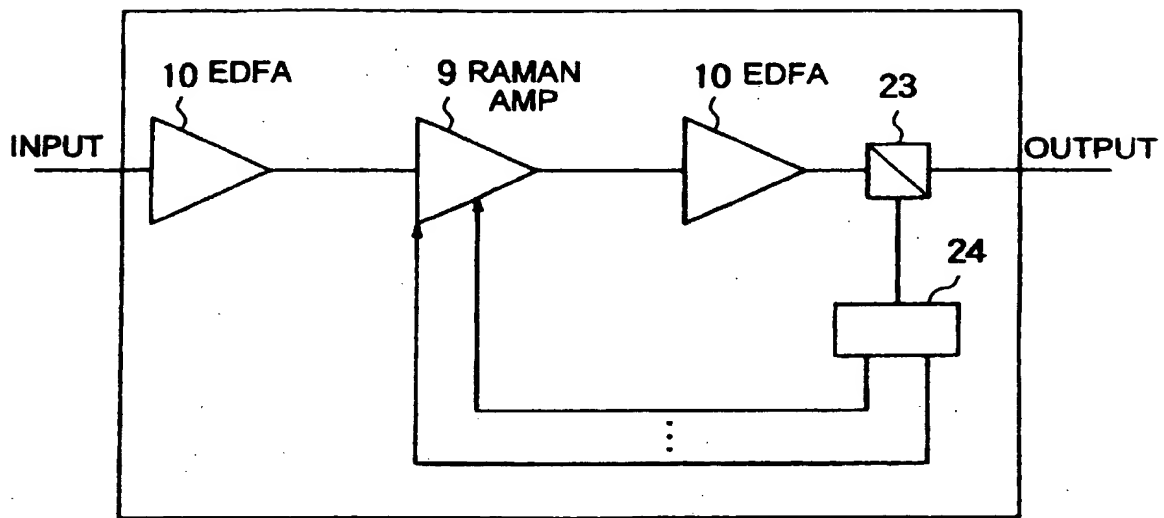 10 EDFA
9 RAMAN
AMP
10 EDFA
23
INPUT
OUTPUT
24